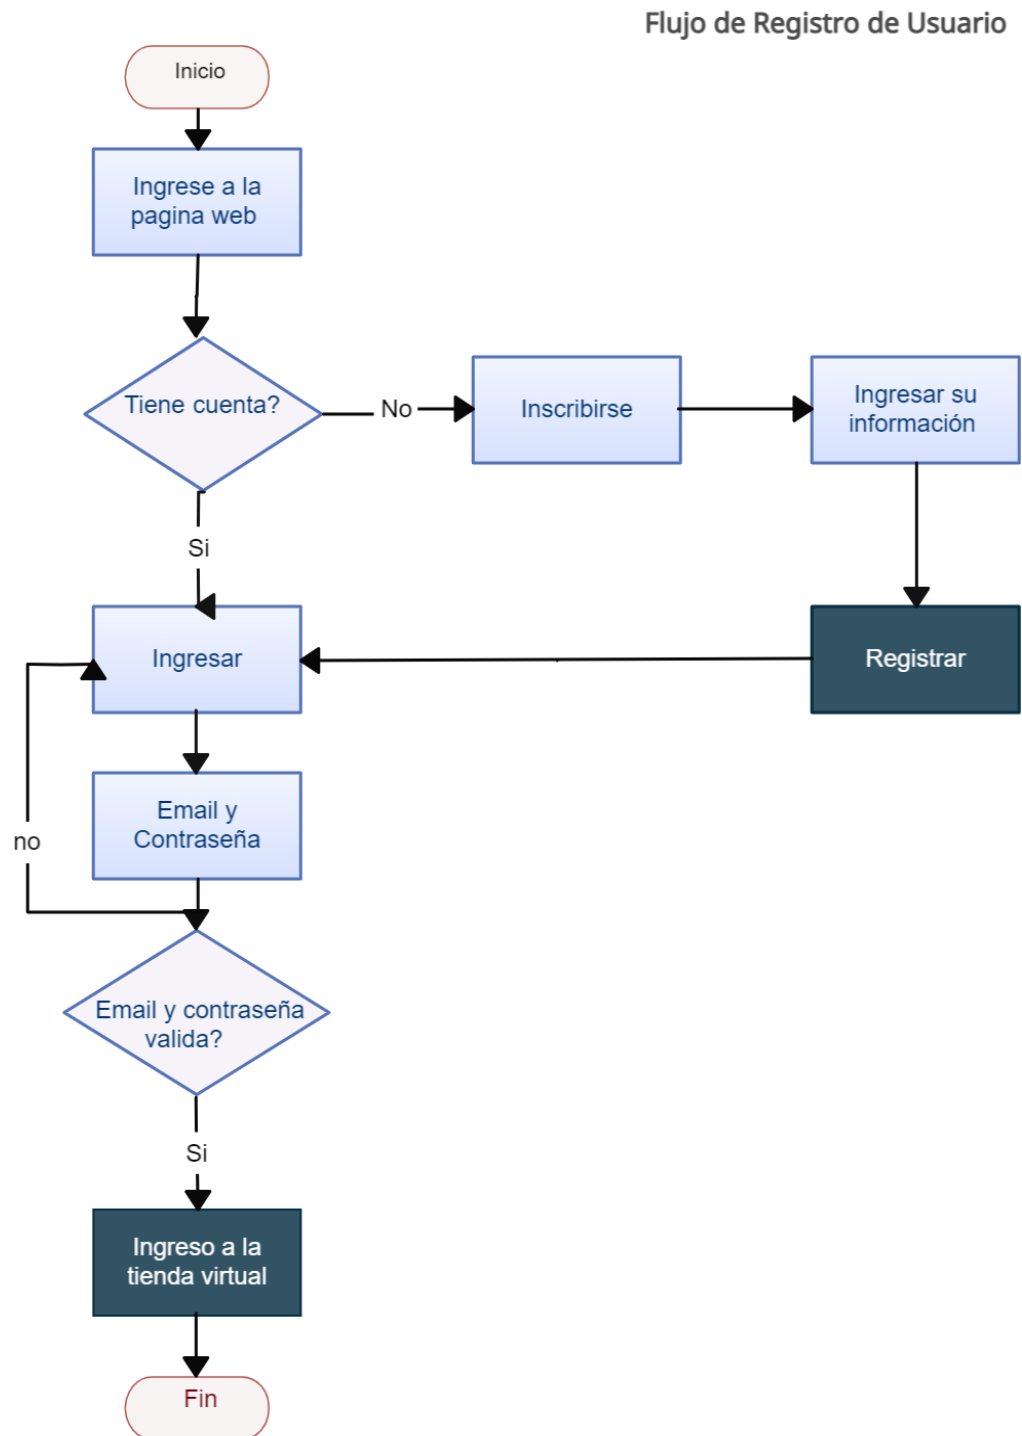 Flujo de Registro de Usuario
Inicio
Ingrese a la
pagina web
Tiene cuenta?
No
Inscribirse
Ingresar su
información
Si
Ingresar
Registrar
Email y
Contraseña
no
Email y contraseña
valida?
Si
Ingreso a la
tienda virtual
Fin